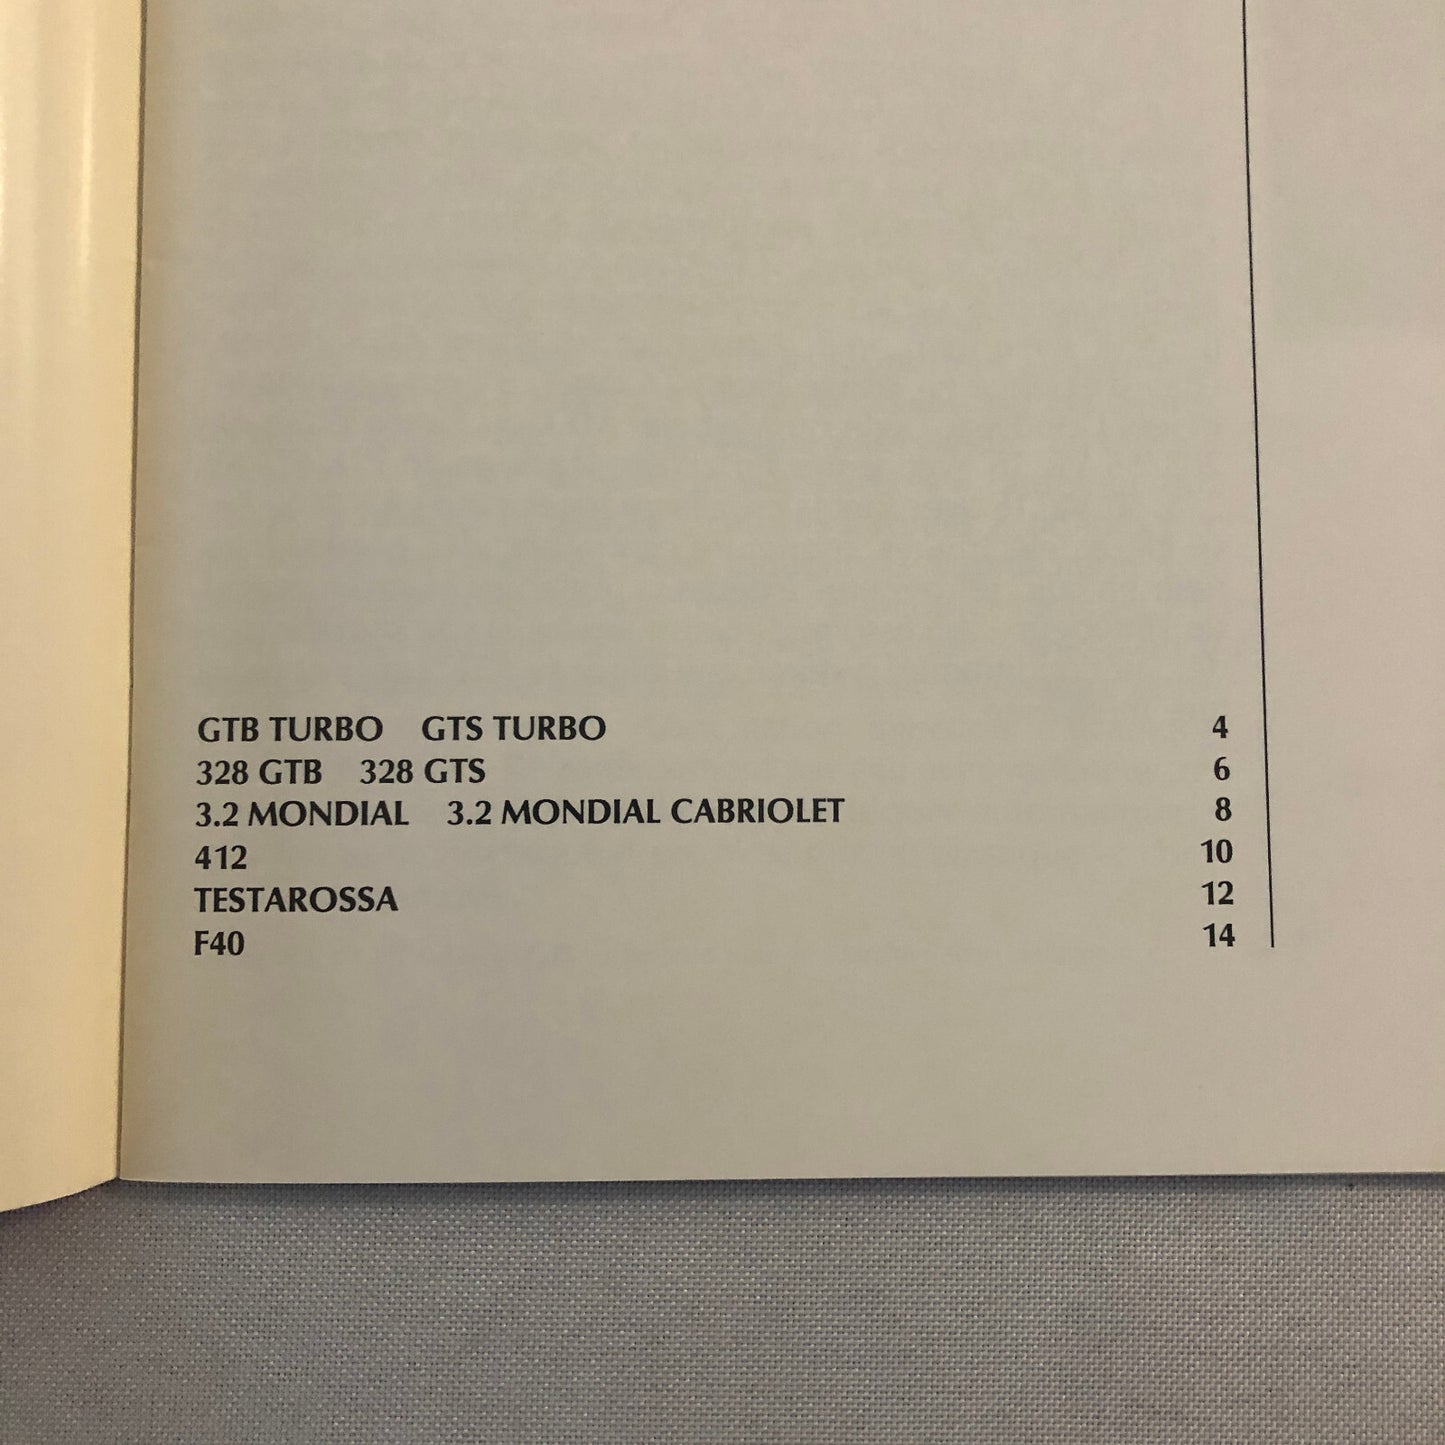 GTB TURBO GTS TURBO 4
328 GTB 328 GTS 6
3.2 MONDIAL 3.2 MONDIAL CABRIOLET 8
412 10
TESTAROSSA 12
F40 14